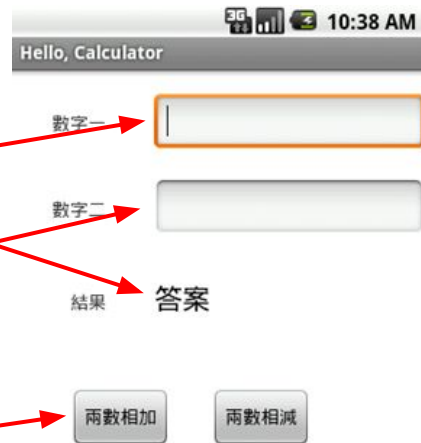 3G 10:38 AM
Hello, Calculator
數字一
數字二
結果 答案
兩數相加 兩數相減